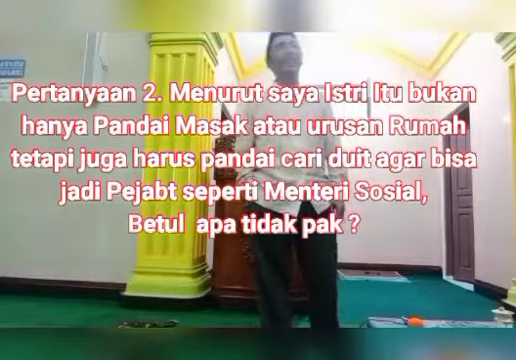 Pertanyaan 2. Menurut saya Istri Itu bukan
hanya Pandai Masak atau urusan Rumah
tetapi juga harus pandai cari duit agar bisa
jadi Pejabt seperti Menteri Sosial,
Betul apa tidak pak ?